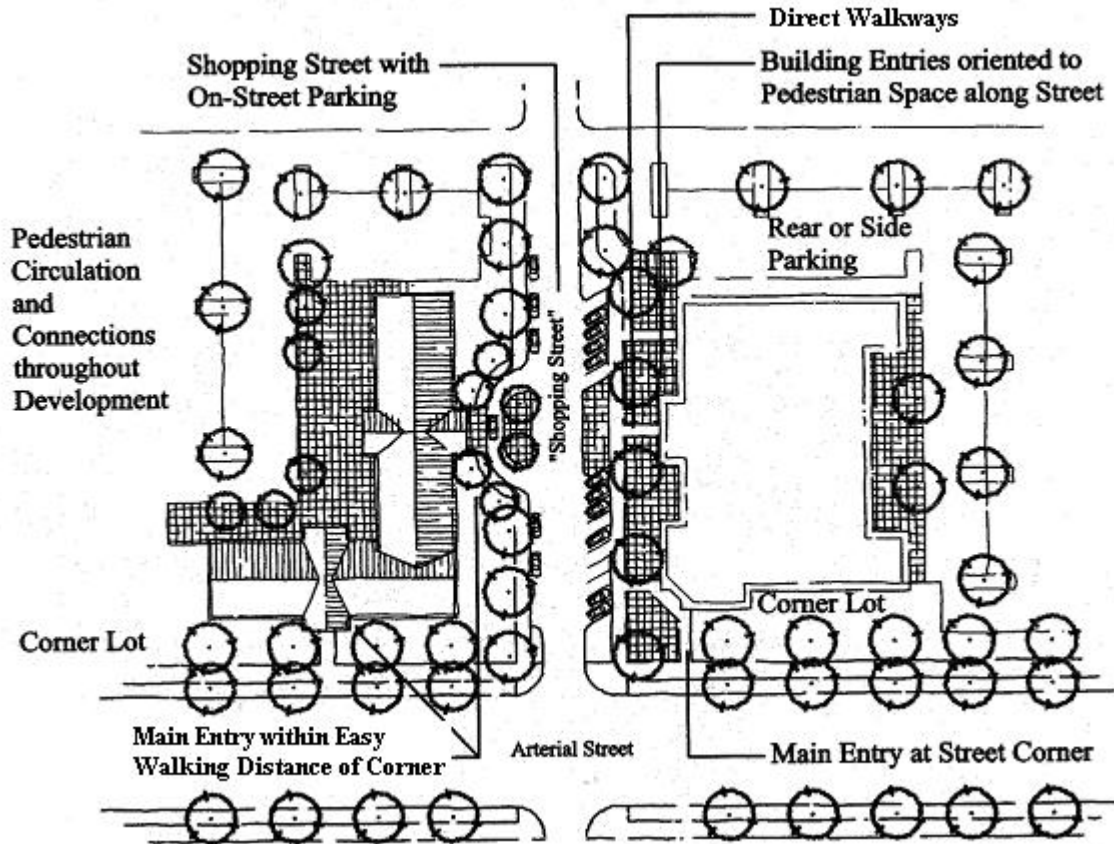 Direct Walkways
Shopping Street with
On-Street Parking
Building Entries oriented to
Pedestrian Space along Street
Pedestrian
Circulation
and
Connections
throughout
Development
Rear or Side
Parking
"Shopping Street"
Corner Lot
Corner Lot
Main Entry within Easy
Walking Distance of Corner
Arterial Street
Main Entry at Street Corner